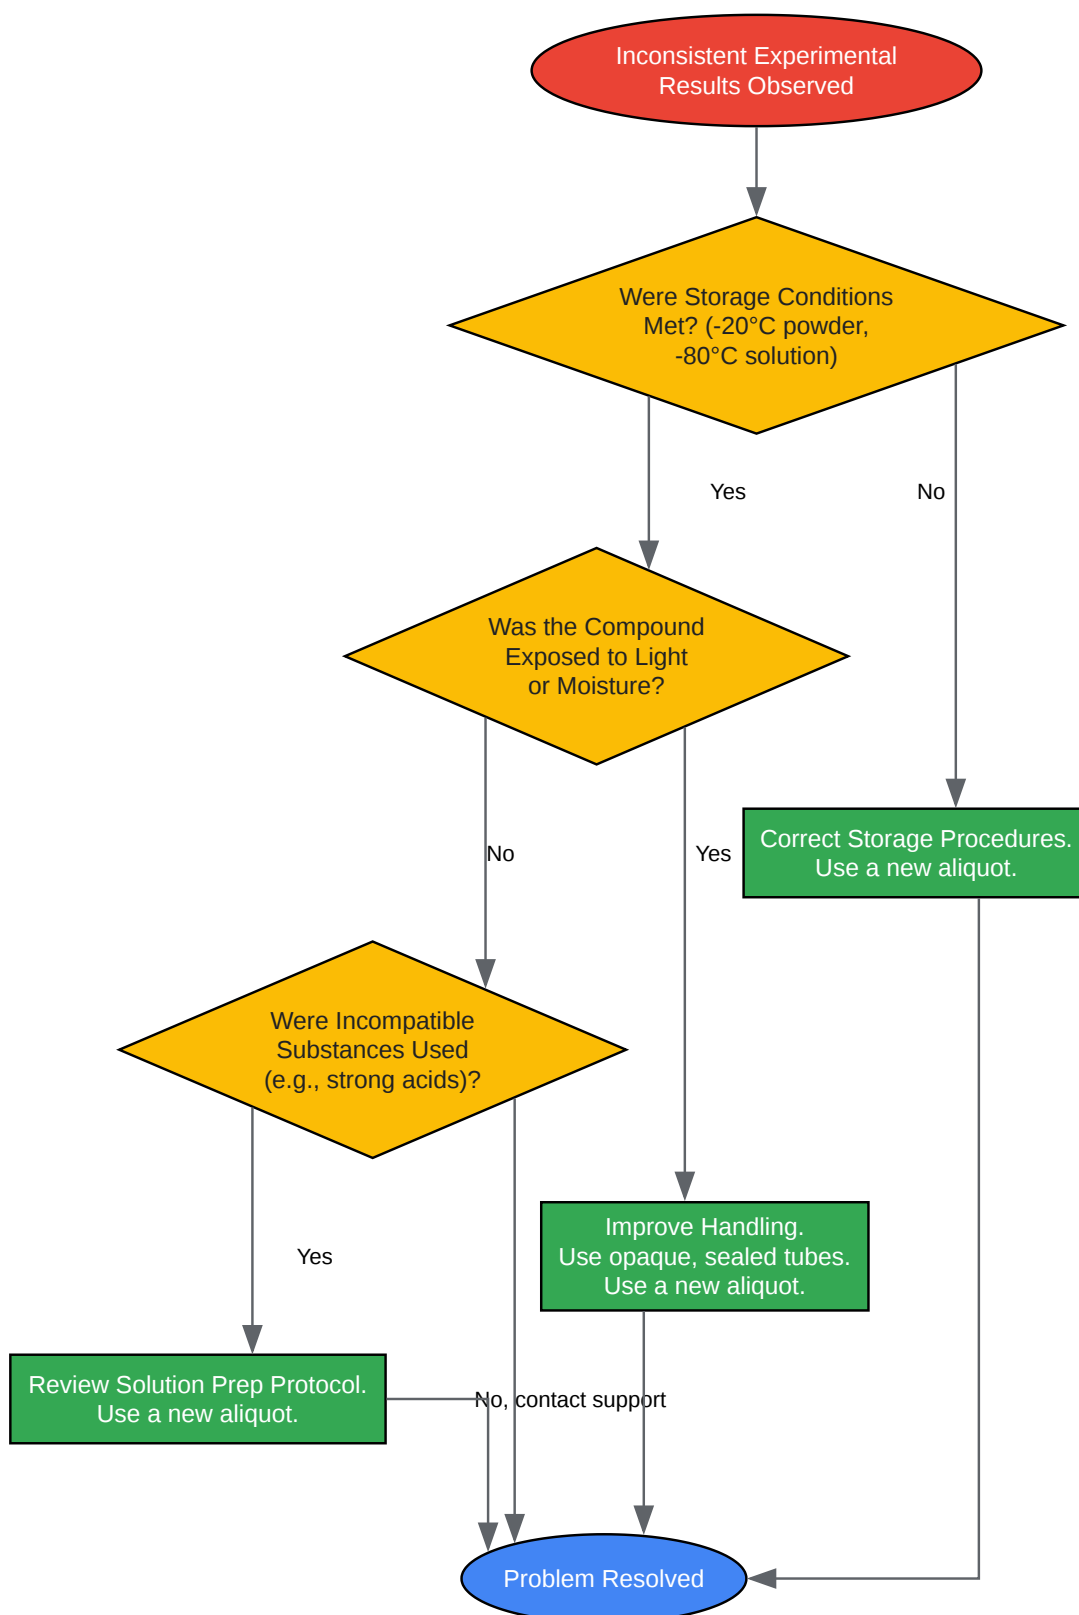 Inconsistent Experimental
Results Observed
Were Storage Conditions
Met? (-20°C powder,
-80°C solution)
Yes
No
Was the Compound
Exposed to Light
or Moisture?
No
Yes
Correct Storage Procedures.
Use a new aliquot.
Were Incompatible
Substances Used
(e.g., strong acids)?
Yes
Improve Handling.
Use opaque, sealed tubes.
Use a new aliquot.
Review Solution Prep Protocol.
Use a new aliquot.
No, contact support
Problem Resolved